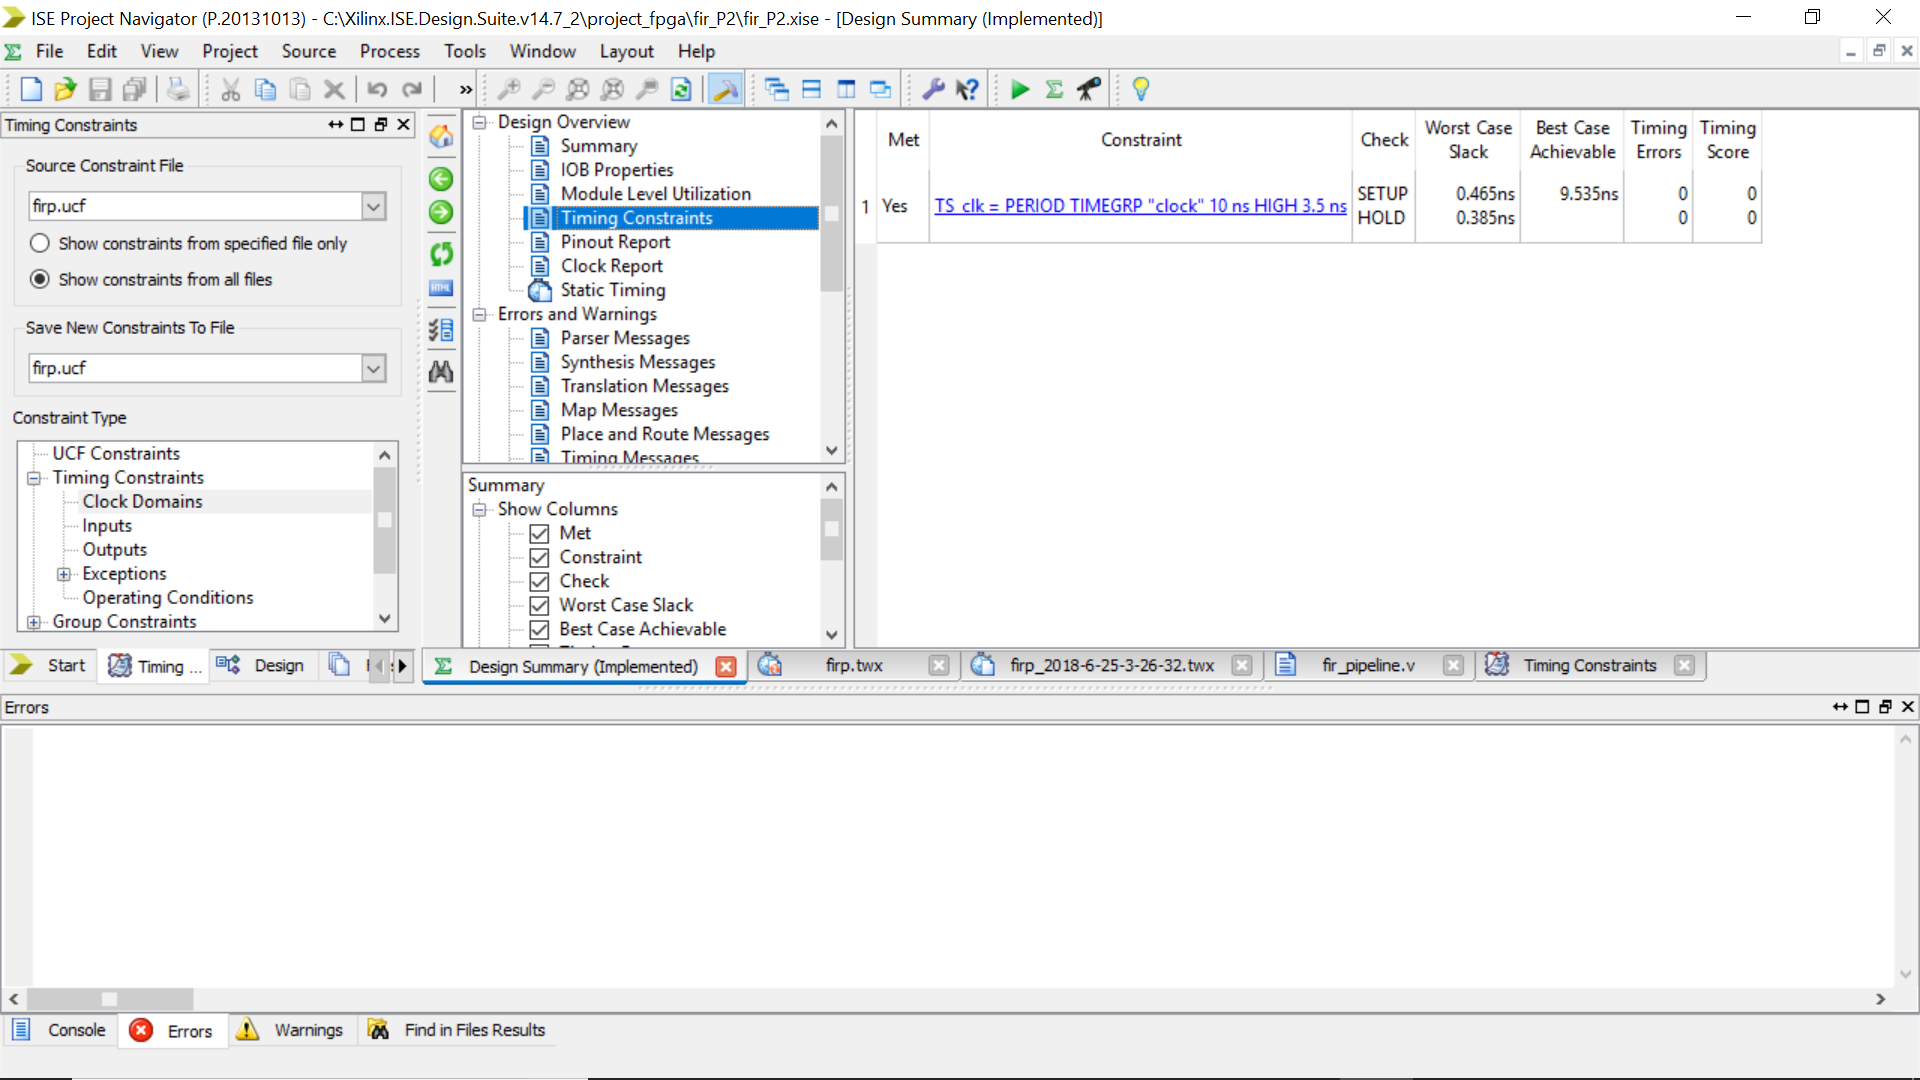 ISE Project Navigator (P.20131013) - C:\Xilinx.ISE.Design.Suite.v14.7_2\project_fpga\fir_P2\fir_P2.xise - [Design Summary (Implemented)]
File Edit View Project Source Process Tools Window Layout Help
Timing Constraints
Source Constraint File
firp.ucf
Show constraints from specified file only
Show constraints from all files
Save New Constraints To File
firp.ucf
Constraint Type
UCF Constraints
Timing Constraints
Clock Domains
Inputs
Outputs
Exceptions
Operating Conditions
Group Constraints
Start Timing ... Design
HTML
Design Overview
Summary
IOB Properties
Module Level Utilization
Timing Constraints
Pinout Report
Clock Report
Static Timing
Errors and Warnings
Parser Messages
Synthesis Messages
Translation Messages
Map Messages
Place and Route Messages
Timing Messages
Summary
Show Columns
Met
Constraint
Check
Worst Case Slack
Best Case Achievable
Met Constraint Check Worst Case Slack Best Case Achievable Timing Errors Timing Score
1 Yes TS_clk = PERIOD TIMEGRP "clock" 10 ns HIGH 3.5 ns SETUP 0.465ns 9.535ns 0 0
HOLD 0.385ns 0 0
Design Summary (Implemented) firp.twx firp_2018-6-25-3-26-32.twx fir_pipeline.v Timing Constraints
Errors
Console Errors Warnings Find in Files Results